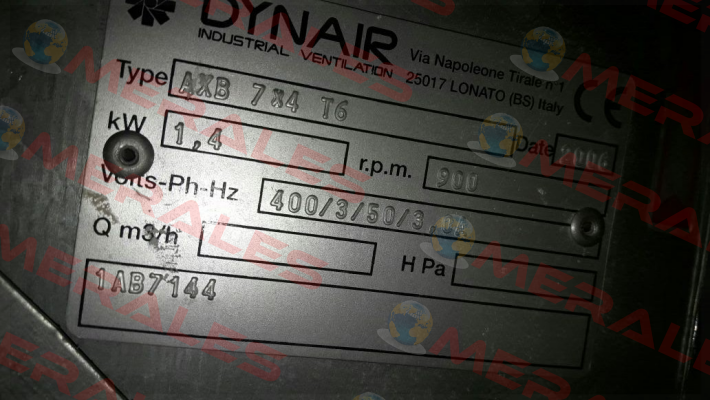 DYNAIR
INDUSTRIAL VENTILATION
Via Napoleone Tirale n°1
25017 LONATO (BS) Italy
CE
Type AXB 7X4 T6
kW 1,4 r.p.m. 900 Date 2006
Volts-Ph-Hz 400/3/50/3,
Q m3/h H Pa
1AB7144
OMERALES